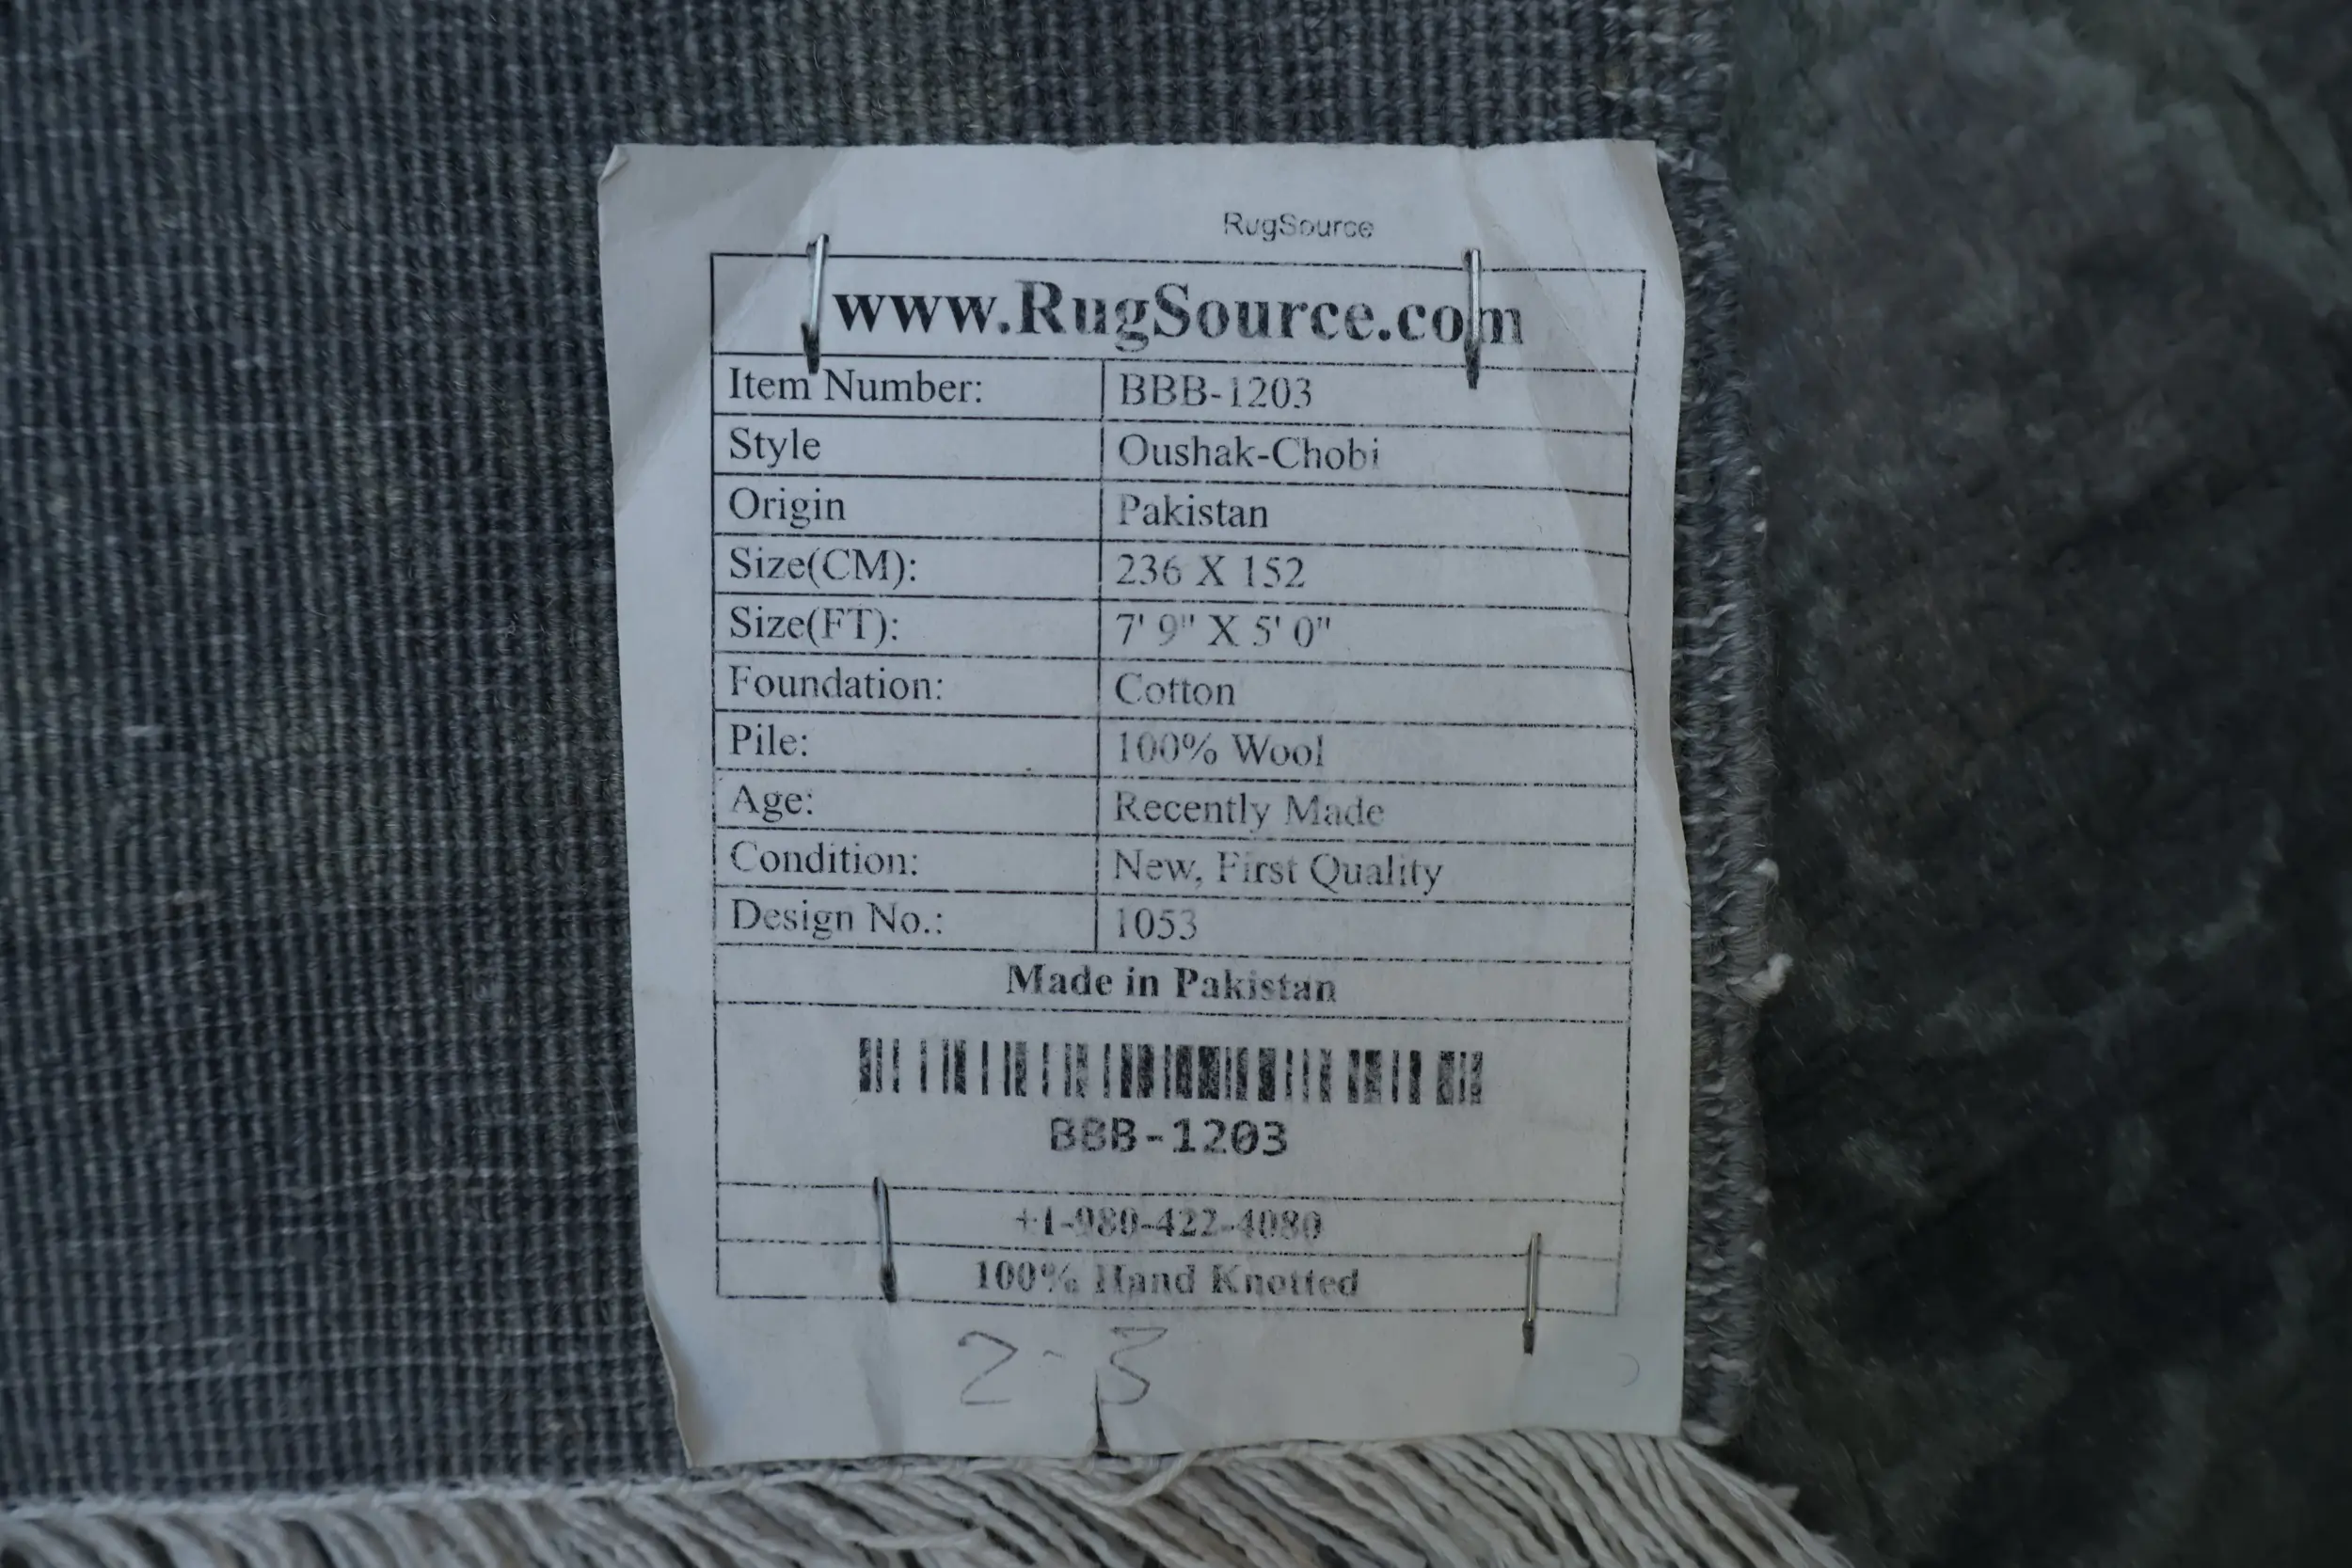 RugSource
www.RugSource.com
Item Number: BBB-1203
Style Oushak-Chobi
Origin Pakistan
Size(CM): 236 X 152
Size(FT): 7' 9" X 5' 0"
Foundation: Cotton
Pile: 100% Wool
Age: Recently Made
Condition: New, First Quality
Design No.: 1053
Made in Pakistan
BBB-1203
+1-980-422-4080
100% Hand Knotted
2-3